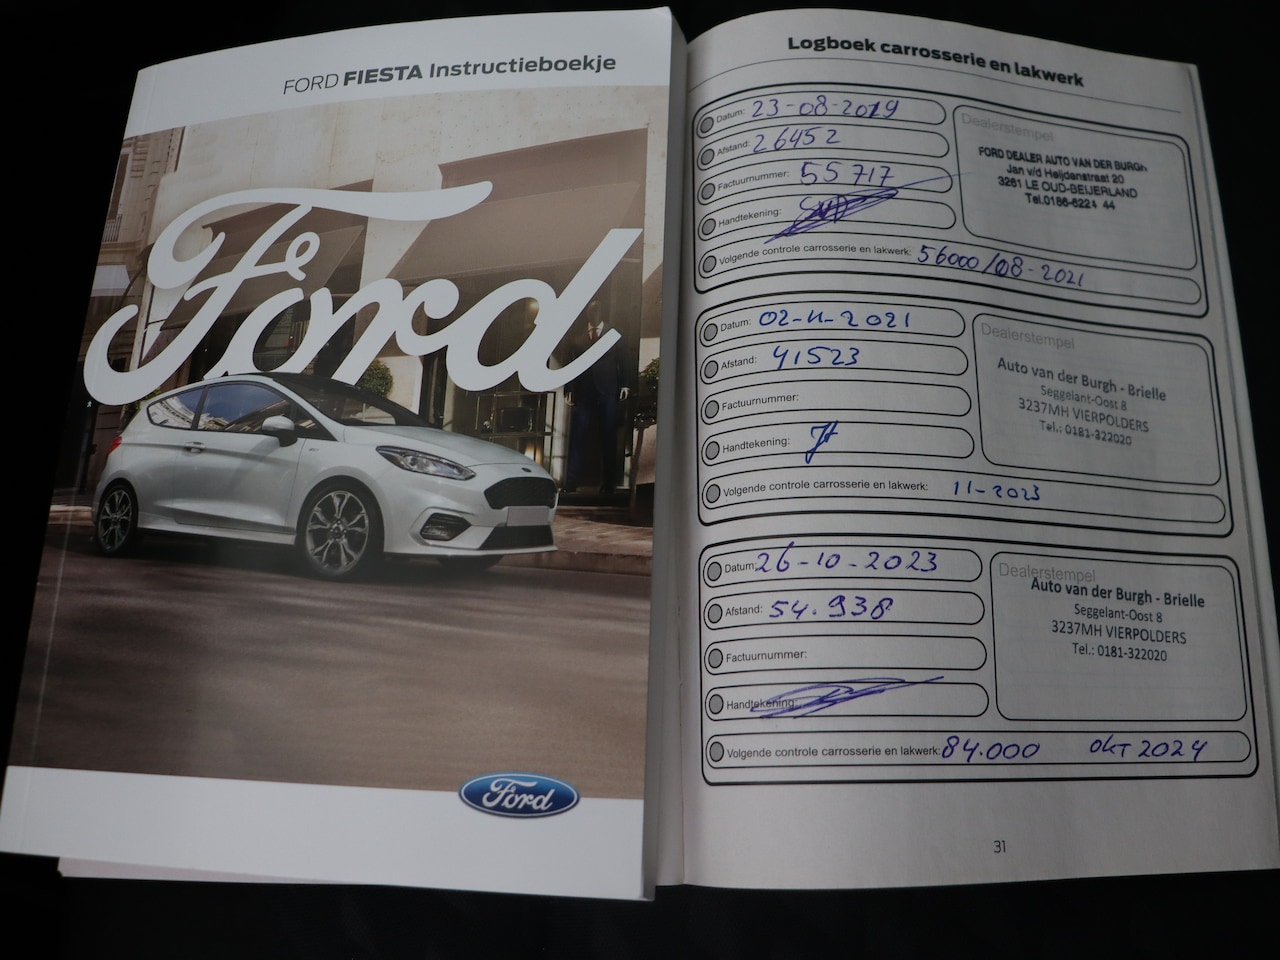 FORD FIESTA Instructieboekje
Ford
Ford
Logboek carrosserie en lakwerk
Datum: 23-08-2019
Afstand: 26452
Factuurnummer: 55717
Handtekening:
Volgende controle carrosserie en lakwerk: 56000/08-2021
Dealerstempel
FORD DEALER AUTO VAN DER BURGh
Jan v/d Heijdenstraat 20
3261 LE OUD-BEIJERLAND
Tel.0186-6224 44
Datum: 02-11-2021
Afstand: 41523
Factuurnummer:
Handtekening:
Volgende controle carrosserie en lakwerk: 11-2023
Dealerstempel
Auto van der Burgh - Brielle
Seggelant-Oost 8
3237MH VIERPOLDERS
Tel.: 0181-322020
Datum: 26-10-2023
Afstand: 54.938
Factuurnummer:
Handtekening:
Volgende controle carrosserie en lakwerk: 84.000 okt 2024
Dealerstempel
Auto van der Burgh - Brielle
Seggelant-Oost 8
3237MH VIERPOLDERS
Tel.: 0181-322020
31